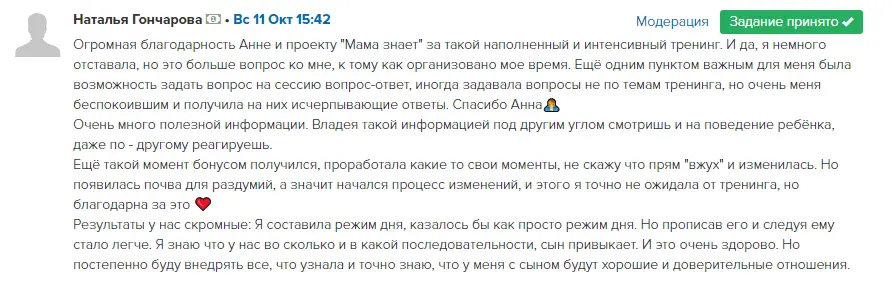 Наталья Гончарова • Вс 11 Окт 15:42
Модерация
Задание принято
Огромная благодарность Анне и проекту "Мама знает" за такой наполненный и интенсивный тренинг. И да, я немного
отставала, но это больше вопрос ко мне, к тому как организовано мое время. Ещё одним пунктом важным для меня была
возможность задать вопрос на сессию вопрос-ответ, иногда задавала вопросы не по темам тренинга, но очень меня
беспокоившим и получила на них исчерпывающие ответы. Спасибо Анна
Очень много полезной информации. Владея такой информацией под другим углом смотришь и на поведение ребёнка,
даже по - другому реагируешь.
Ещё такой момент бонусом получился, проработала какие то свои моменты, не скажу что прям "вжух" и изменилась. Но
появилась почва для раздумий, а значит начался процесс изменений, и этого я точно не ожидала от тренинга, но
благодарна за это ❤
Результаты у нас скромные: Я составила режим дня, казалось бы как просто режим дня. Но прописав его и следуя ему
стало легче. Я знаю что у нас во сколько и в какой последовательности, сын привыкает. И это очень здорово. Но
постепенно буду внедрять все, что узнала и точно знаю, что у меня с сыном будут хорошие и доверительные отношения.